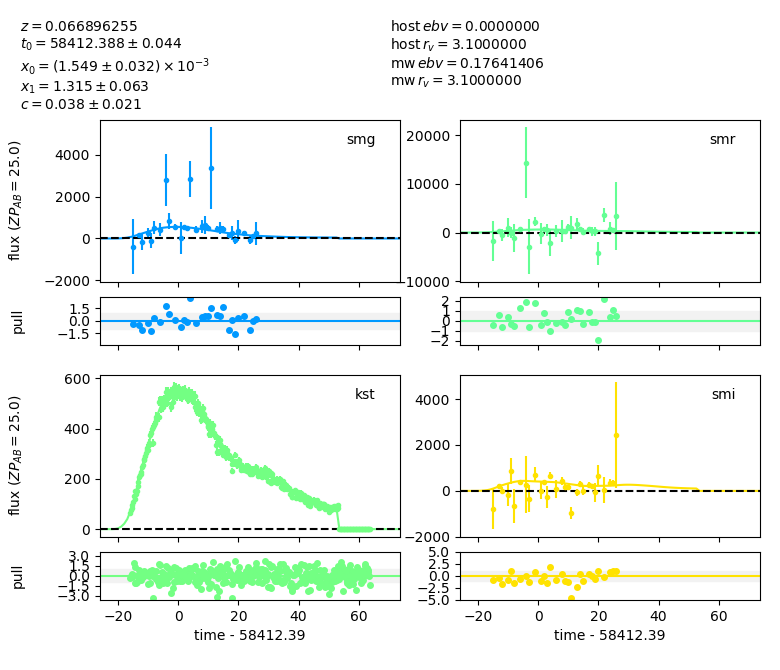 z = 0.066896255
t₀ = 58412.388 ± 0.044
x₀ = (1.549 ± 0.032) × 10⁻³
x₁ = 1.315 ± 0.063
c = 0.038 ± 0.021
host ebv = 0.0000000
host r_v = 3.1000000
mw ebv = 0.17641406
mw r_v = 3.1000000
flux (ZP_AB = 25.0)
4000
2000
0
−2000
smg
20000
10000
0
−10000
smr
pull
1.5
0.0
−1.5
2
1
0
−1
−2
flux (ZP_AB = 25.0)
600
400
200
0
kst
4000
2000
0
−2000
smi
pull
3.0
1.5
0.0
−1.5
−3.0
5.0
2.5
0.0
−2.5
−5.0
−20 0 20 40 60
time - 58412.39
−20 0 20 40 60
time - 58412.39